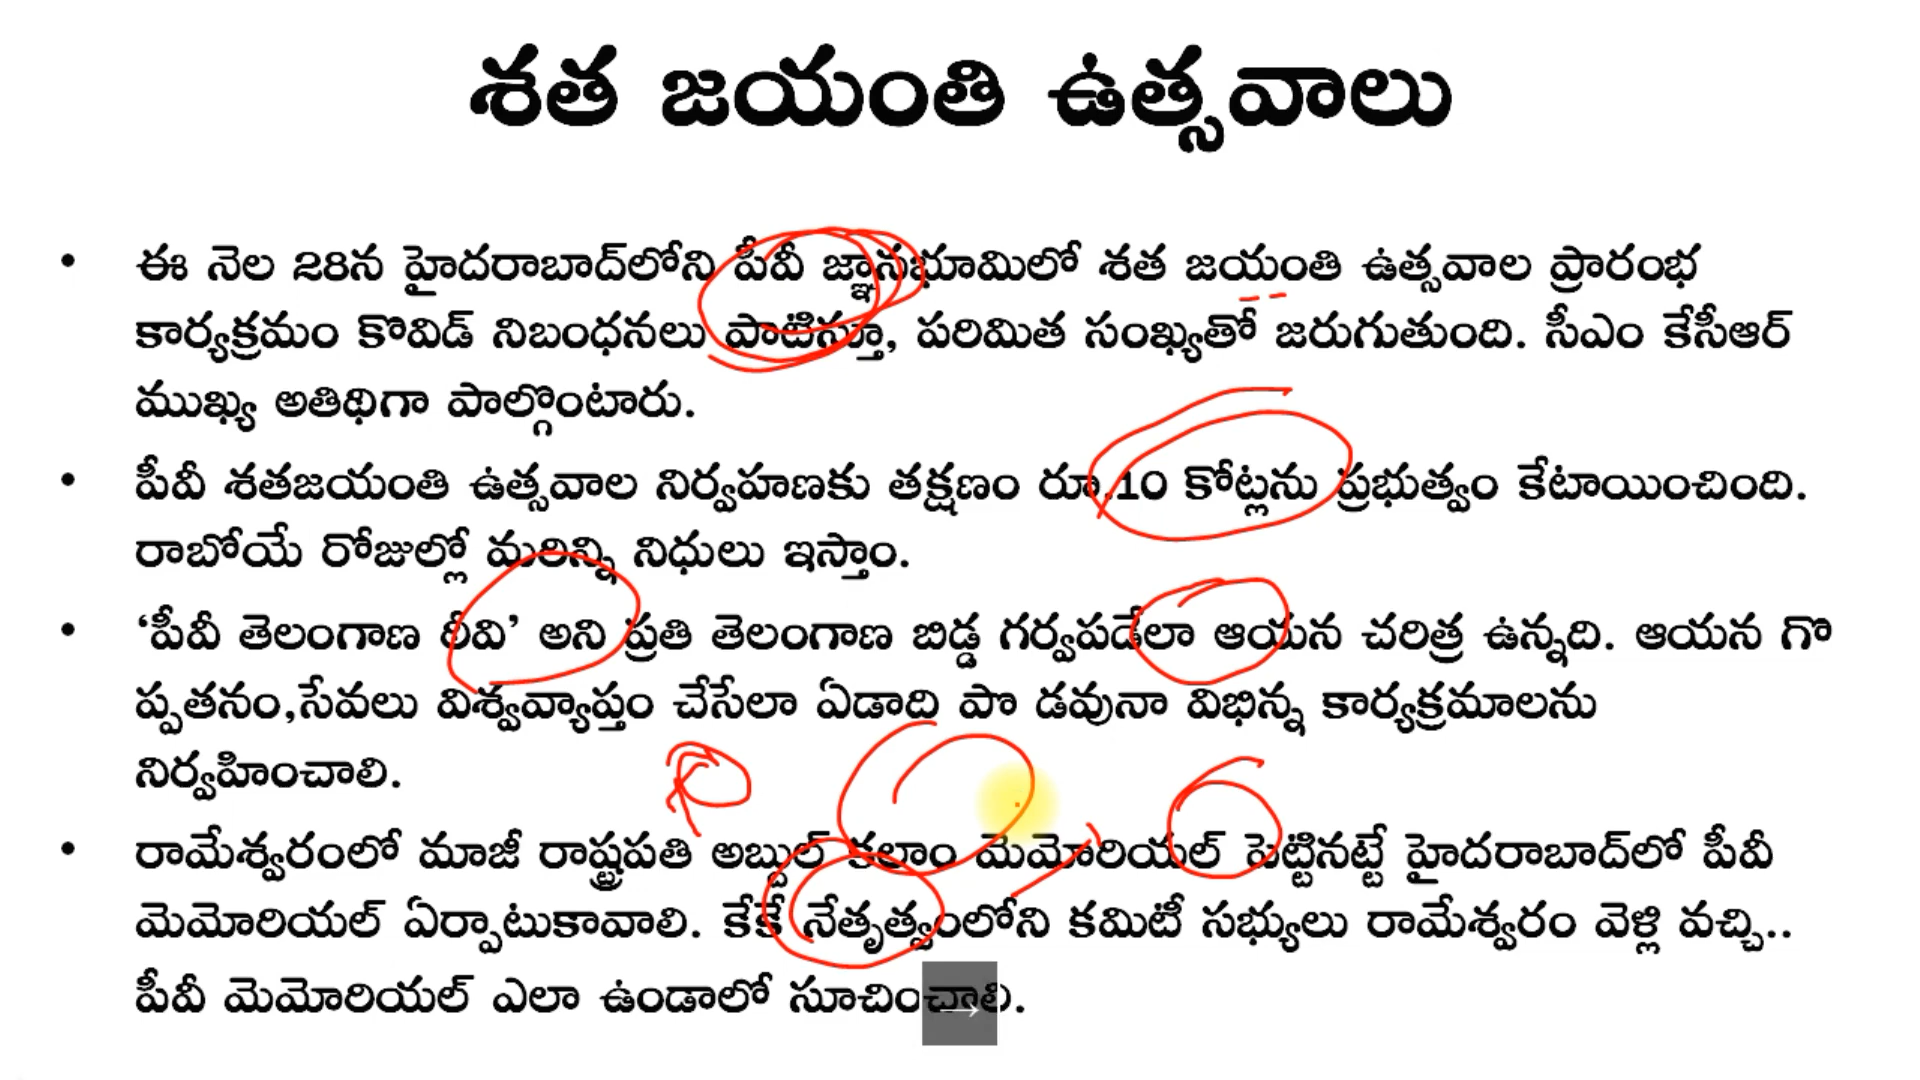 శత జయంతి ఉత్సవాలు
• ఈ నెల 28న హైదరాబాద్‌లోని పీవీ జ్ఞానభూమిలో శత జయంతి ఉత్సవాల ప్రారంభ
కార్యక్రమం కొవిడ్ నిబంధనలు పాటిస్తూ, పరిమిత సంఖ్యతో జరుగుతుంది. సీఎం కేసీఆర్
ముఖ్య అతిథిగా పాల్గొంటారు.
• పీవీ శతజయంతి ఉత్సవాల నిర్వహణకు తక్షణం రూ.10 కోట్లను ప్రభుత్వం కేటాయించింది.
రాబోయే రోజుల్లో మరిన్ని నిధులు ఇస్తాం.
• ‘పీవీ తెలంగాణ ఠీవి’ అని ప్రతి తెలంగాణ బిడ్డ గర్వపడేలా ఆయన చరిత్ర ఉన్నది. ఆయన గొ
ప్పతనం,సేవలు విశ్వవ్యాప్తం చేసేలా ఏడాది పొ డవునా విభిన్న కార్యక్రమాలను
నిర్వహించాలి.
• రామేశ్వరంలో మాజీ రాష్ట్రపతి అబ్దుల్ కలాం మెమోరియల్ పెట్టినట్టే హైదరాబాద్‌లో పీవీ
మెమోరియల్ ఏర్పాటుకావాలి. కేకే నేతృత్వంలోని కమిటీ సభ్యులు రామేశ్వరం వెళ్లి వచ్చి..
పీవీ మెమోరియల్ ఎలా ఉండాలో సూచించాలి.